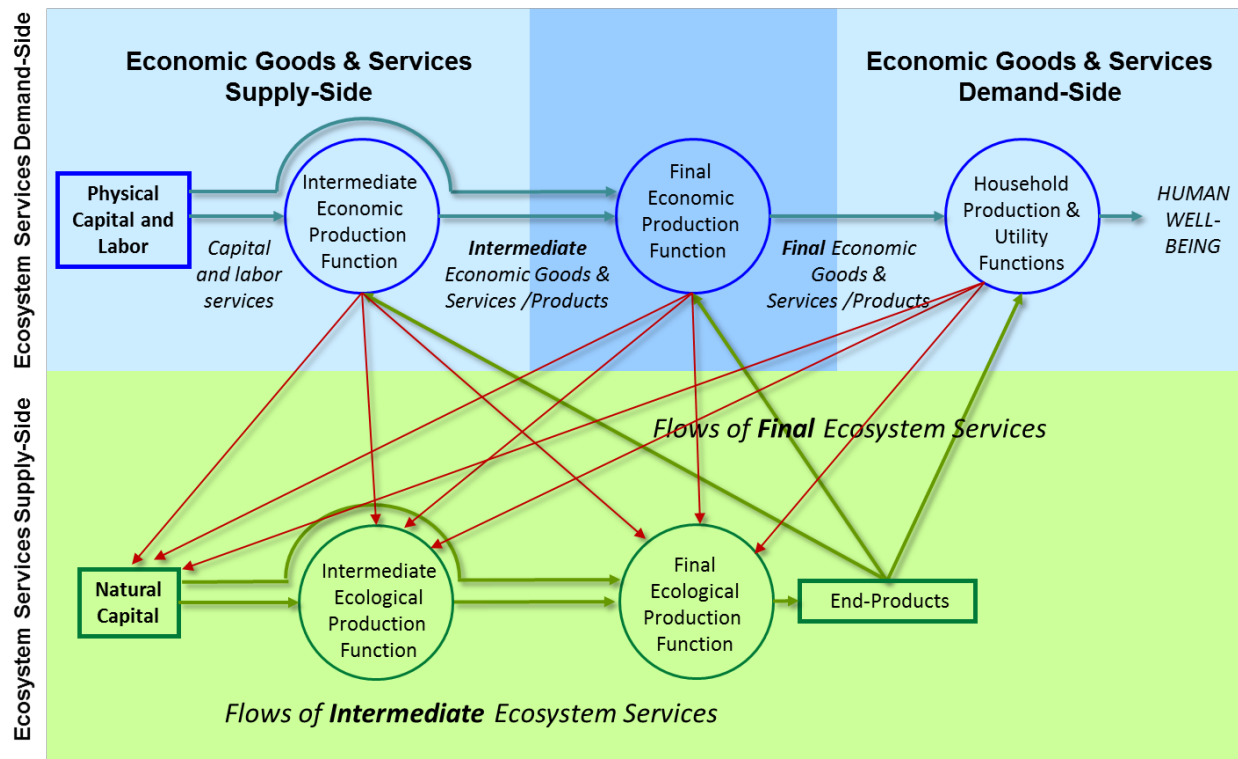 Ecosystem Services Demand-Side
Economic Goods & Services
Supply-Side
Economic Goods & Services
Demand-Side
Physical
Capital and
Labor
Capital
and labor
services
Intermediate
Economic
Production
Function
Intermediate
Economic Goods &
Services /Products
Final
Economic
Production
Function
Final Economic
Goods &
Services /Products
Household
Production &
Utility
Functions
HUMAN
WELL-
BEING
Ecosystem Services Supply-Side
Flows of Final Ecosystem Services
Natural
Capital
Intermediate
Ecological
Production
Function
Final
Ecological
Production
Function
End-Products
Flows of Intermediate Ecosystem Services